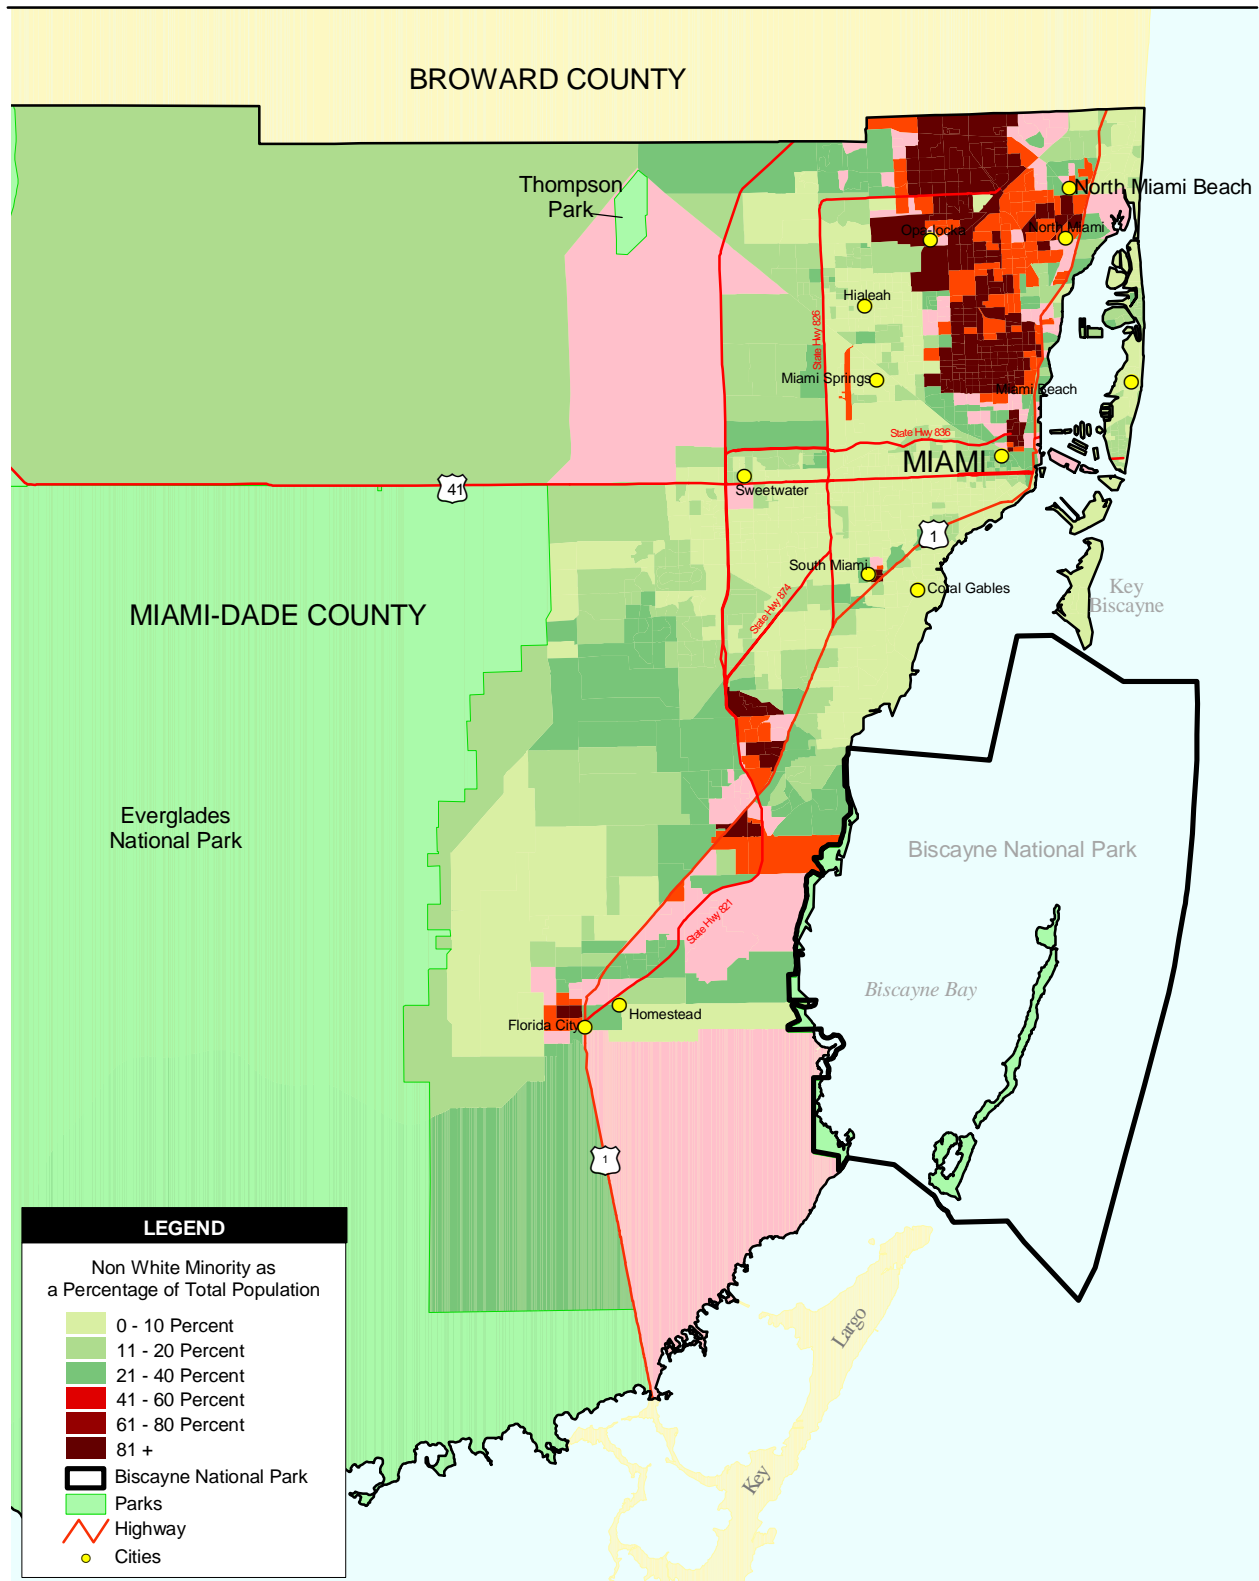 BROWARD COUNTY
Thompson
Park
North Miami Beach
Opa-locka
North Miami
Hialeah
State Hwy 826
Miami Springs
Miami Beach
State Hwy 836
MIAMI
41
Sweetwater
1
South Miami
Coral Gables
Key
Biscayne
State Hwy 874
MIAMI-DADE COUNTY
Everglades
National Park
Biscayne National Park
State Hwy 821
Biscayne Bay
Homestead
Florida City
1
LEGEND
Non White Minority as
a Percentage of Total Population
0 - 10 Percent
11 - 20 Percent
21 - 40 Percent
41 - 60 Percent
61 - 80 Percent
81 +
Biscayne National Park
Parks
Highway
Cities
Largo
Key